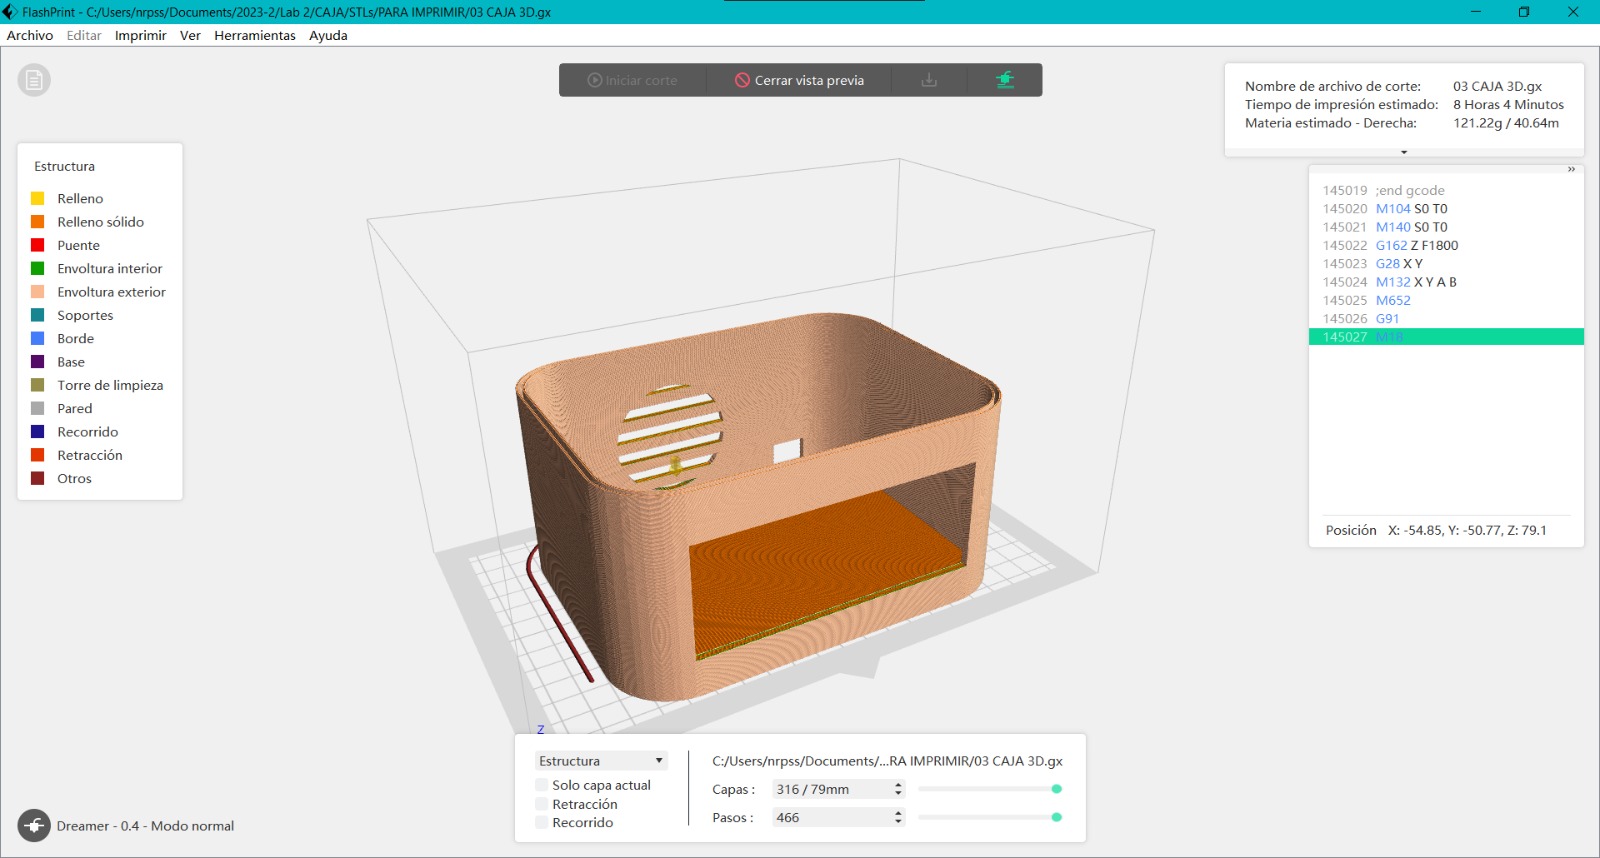 FlashPrint - C:/Users/nrpss/Documents/2023-2/Lab 2/CAJA/STLs/PARA IMPRIMIR/03 CAJA 3D.gx
Archivo Editar Imprimir Ver Herramientas Ayuda
Iniciar corte Cerrar vista previa
Nombre de archivo de corte: 03 CAJA 3D.gx
Tiempo de impresión estimado: 8 Horas 4 Minutos
Materia estimado - Derecha: 121.22g / 40.64m
Estructura
Relleno
Relleno sólido
Puente
Envoltura interior
Envoltura exterior
Soportes
Borde
Base
Torre de limpieza
Pared
Recorrido
Retracción
Otros
145019 ;end gcode
145020 M104 S0 T0
145021 M140 S0 T0
145022 G162 Z F1800
145023 G28 X Y
145024 M132 X Y A B
145025 M652
145026 G91
145027 M18
Posición X: -54.85, Y: -50.77, Z: 79.1
Z
Estructura
Solo capa actual
Retracción
Recorrido
C:/Users/nrpss/Documents/...RA IMPRIMIR/03 CAJA 3D.gx
Capas : 316 / 79mm
Pasos : 466
Dreamer - 0.4 - Modo normal